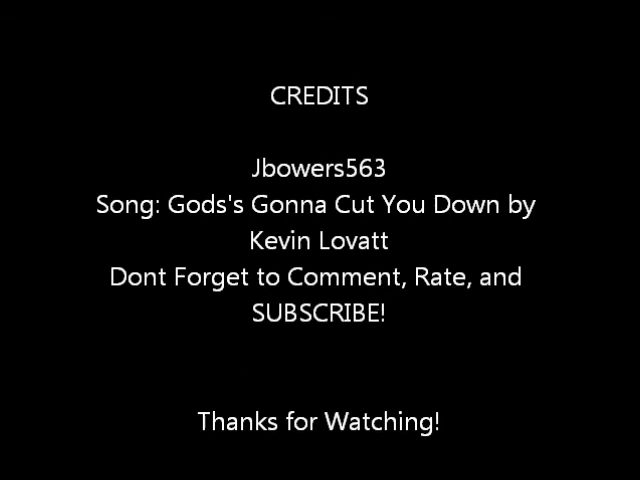 CREDITS
Jbowers563
Song: Gods's Gonna Cut You Down by
Kevin Lovatt
Dont Forget to Comment, Rate, and
SUBSCRIBE!
Thanks for Watching!